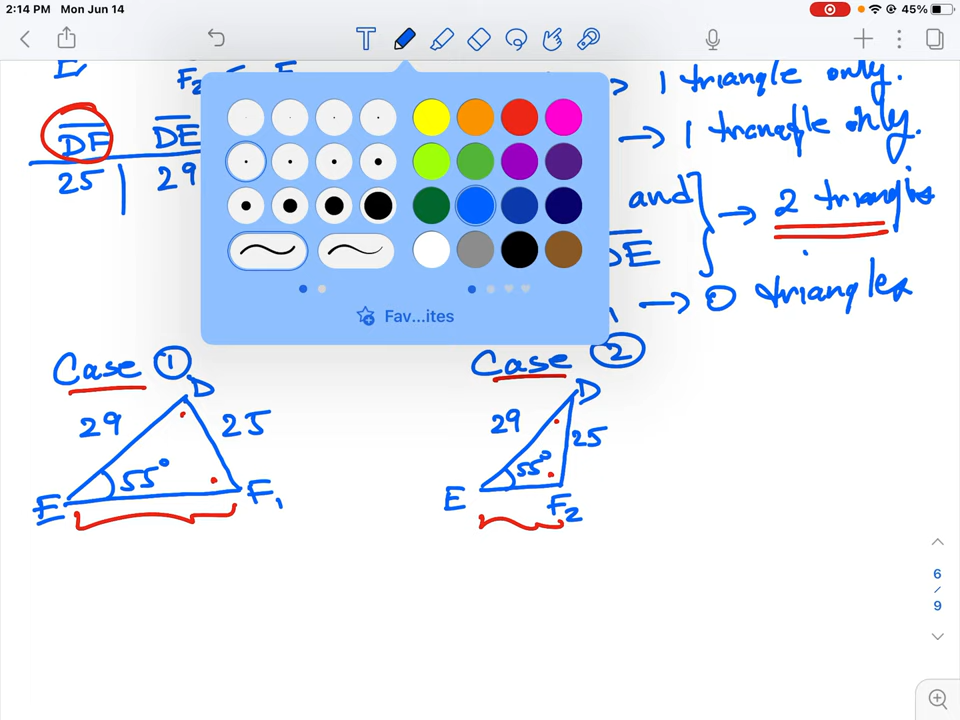 2:14 PM Mon Jun 14
45%
T
E
F₂
1 triangle only.
DF DE
→ 1 triangle only.
25 29
and → 2 triangles
DE
→ 0 triangles
Fav...ites
Case 1
Case 2
D
D
29 25
29 25
55°
55°
E F₁
E F₂
6
/
9